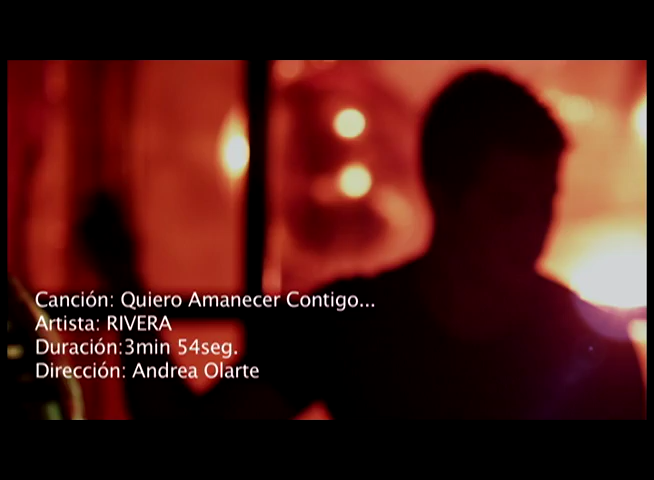 Canción: Quiero Amanecer Contigo...
Artista: RIVERA
Duración:3min 54seg.
Dirección: Andrea Olarte